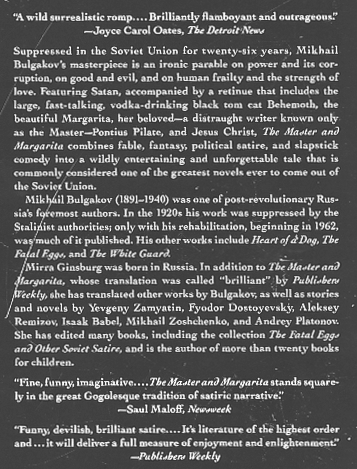 "A wild surrealistic romp.... Brilliantly flamboyant and outrageous."
—Joyce Carol Oates, The Detroit News
Suppressed in the Soviet Union for twenty-six years, Mikhail
Bulgakov's masterpiece is an ironic parable on power and its cor-
ruption, on good and evil, and on human frailty and the strength of
love. Featuring Satan, accompanied by a retinue that includes the
large, fast-talking, vodka-drinking black tom cat Behemoth, the
beautiful Margarita, her beloved—a distraught writer known only
as the Master—Pontius Pilate, and Jesus Christ, The Master and
Margarita combines fable, fantasy, political satire, and slapstick
comedy into a wildly entertaining and unforgettable tale that is
commonly considered one of the greatest novels ever to come out
of the Soviet Union.
Mikhail Bulgakov (1891–1940) was one of post-revolutionary Rus-
sia's foremost authors. In the 1920s his work was suppressed by the
Stalinist authorities; only with his rehabilitation, beginning in 1962,
was much of it published. His other works include Heart of a Dog, The
Fatal Eggs, and The White Guard.
Mirra Ginsburg was born in Russia. In addition to The Master and
Margarita, whose translation was called "brilliant" by Publishers
Weekly, she has translated other works by Bulgakov, as well as stories
and novels by Yevgeny Zamyatin, Fyodor Dostoyevsky, Aleksey
Remizov, Isaak Babel, Mikhail Zoshchenko, and Andrey Platonov.
She has edited many books, including the collection The Fatal Eggs
and Other Soviet Satire, and is the author of more than twenty books
for children.
"Fine, funny, imaginative.... The Master and Margarita stands square-
ly in the great Gogolesque tradition of satiric narrative."
—Saul Maloff, Newsweek
"Funny, devilish, brilliant satire.... It's literature of the highest order
and ... it will deliver a full measure of enjoyment and enlightenment."
—Publishers Weekly